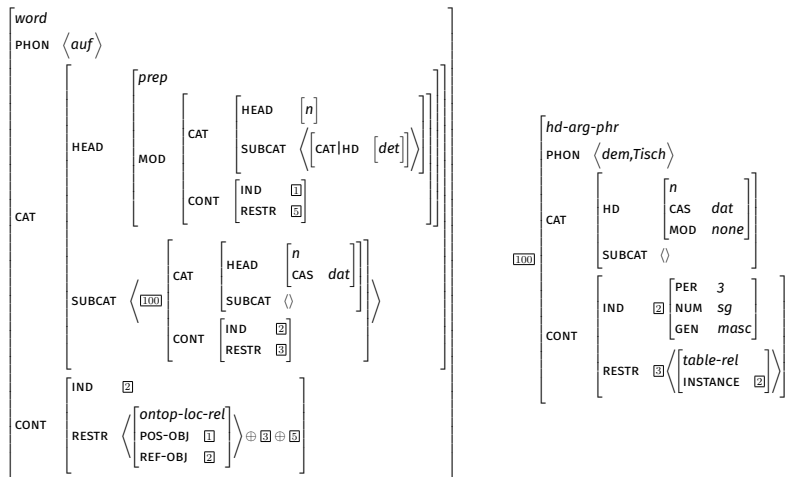 word
PHON ⟨auf⟩
prep
HEAD [n]
CAT
SUBCAT ⟨[CAT|HD [det]]⟩
HEAD
MOD
IND 1
CONT
RESTR 5
CAT
n
HEAD
CAS dat
CAT
SUBCAT ⟨⟩
SUBCAT ⟨ 100 ⟩
IND 2
CONT
RESTR 3
IND 2
ontop-loc-rel
CONT
RESTR ⟨ POS-OBJ 1 ⟩ ⊕ 3 ⊕ 5
REF-OBJ 2
hd-arg-phr
PHON ⟨dem,Tisch⟩
n
HD CAS dat
CAT
MOD none
SUBCAT ⟨⟩
100
PER 3
IND 2 NUM sg
GEN masc
CONT
table-rel
RESTR 3
INSTANCE 2